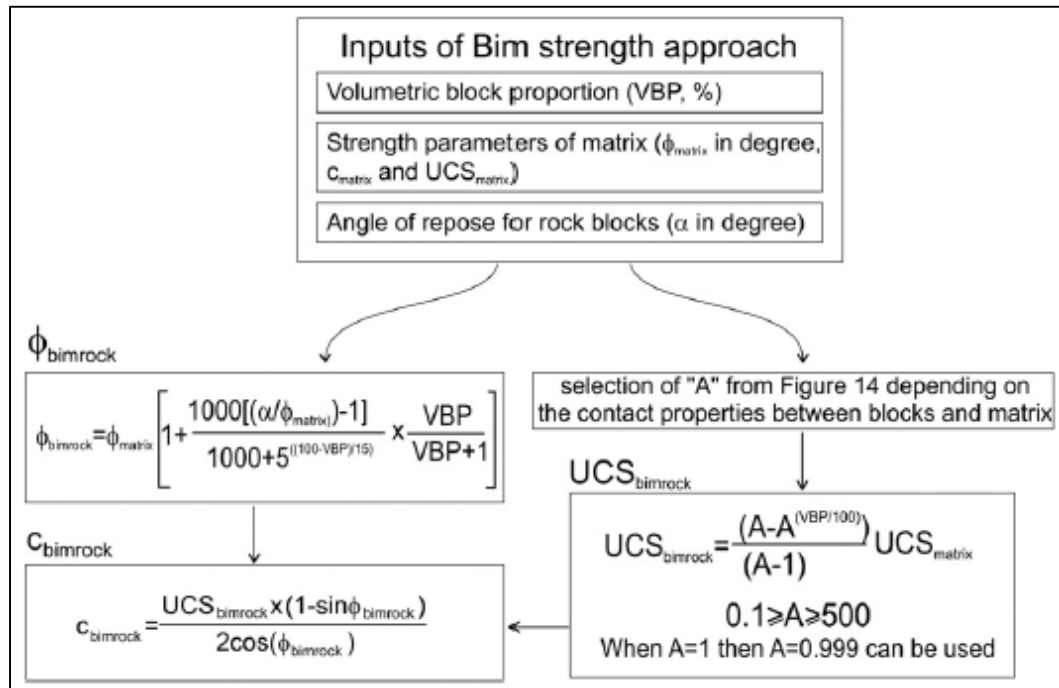 Inputs of Bim strength approach
Volumetric block proportion (VBP, %)
Strength parameters of matrix (ϕmatrix in degree,
cmatrix and UCSmatrix)
Angle of repose for rock blocks (α in degree)
ϕbimrock
ϕbimrock=ϕmatrix[1+ 1000[(α/ϕmatrix))-1] / 1000+5^((100-VBP)/15) x VBP / VBP+1]
selection of "A" from Figure 14 depending on
the contact properties between blocks and matrix
UCSbimrock
UCSbimrock= (A-A^(VBP/100)) / (A-1) UCSmatrix
0.1⩾A⩾500
When A=1 then A=0.999 can be used
cbimrock
cbimrock= UCSbimrock x(1-sinϕbimrock) / 2cos(ϕbimrock)